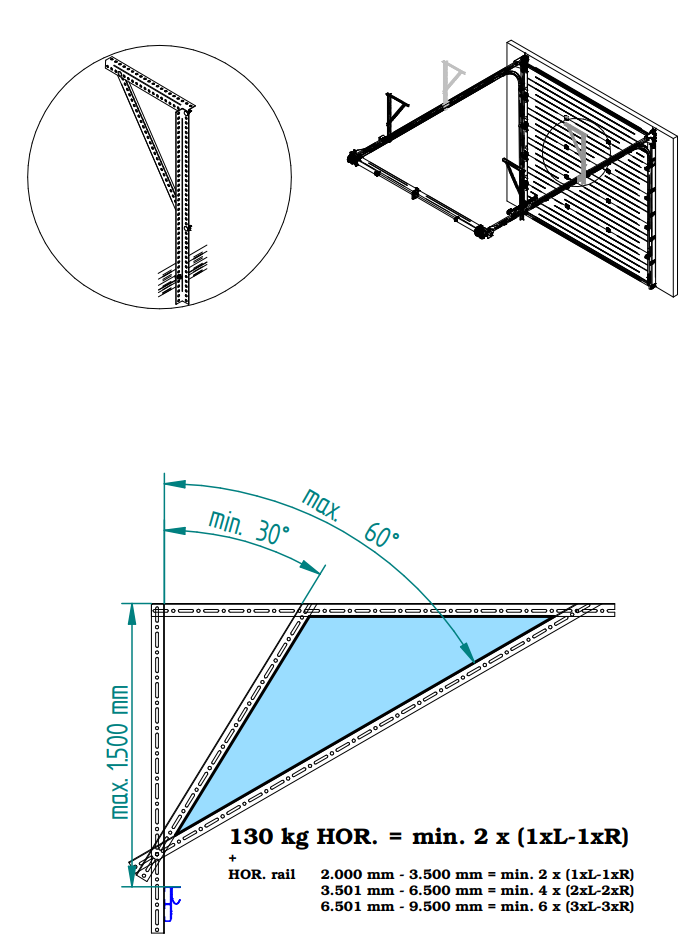 max. 60°
min. 30°
max. 1.500 mm
130 kg HOR. = min. 2 x (1xL-1xR)
+
HOR. rail 2.000 mm - 3.500 mm = min. 2 x (1xL-1xR)
3.501 mm - 6.500 mm = min. 4 x (2xL-2xR)
6.501 mm - 9.500 mm = min. 6 x (3xL-3xR)